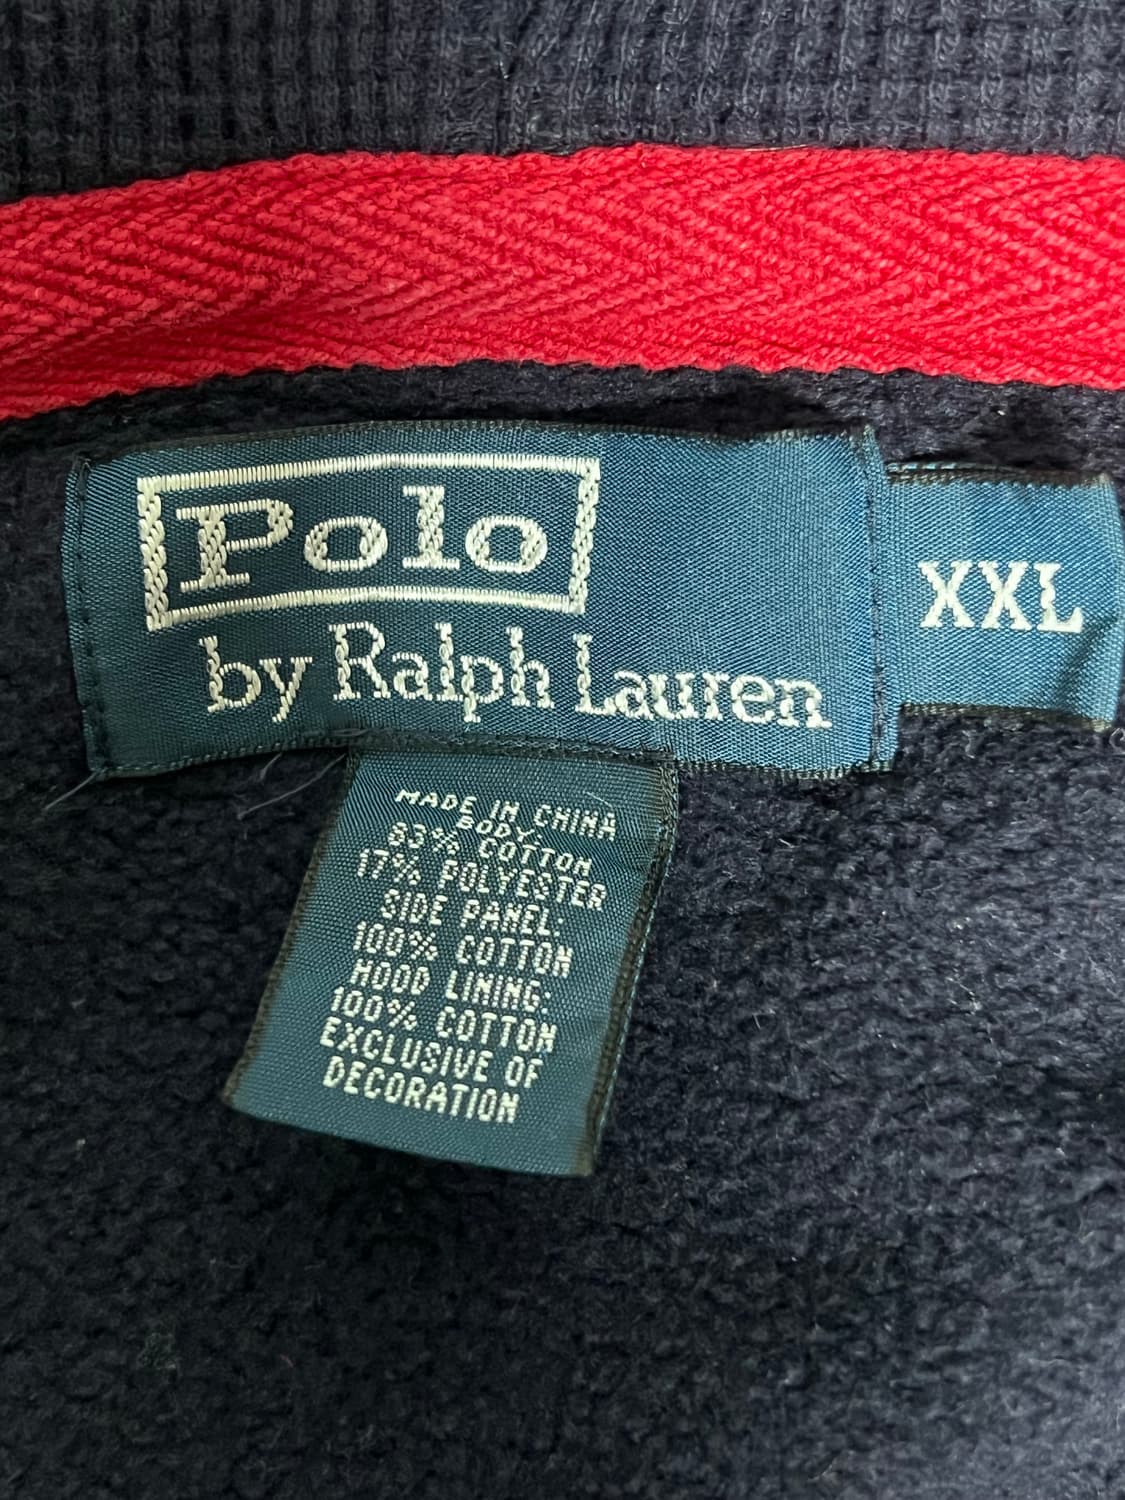 Polo
by Ralph Lauren
XXL
MADE IN CHINA
BODY:
83% COTTON
17% POLYESTER
SIDE PANEL:
100% COTTON
HOOD LINING:
100% COTTON
EXCLUSIVE OF
DECORATION